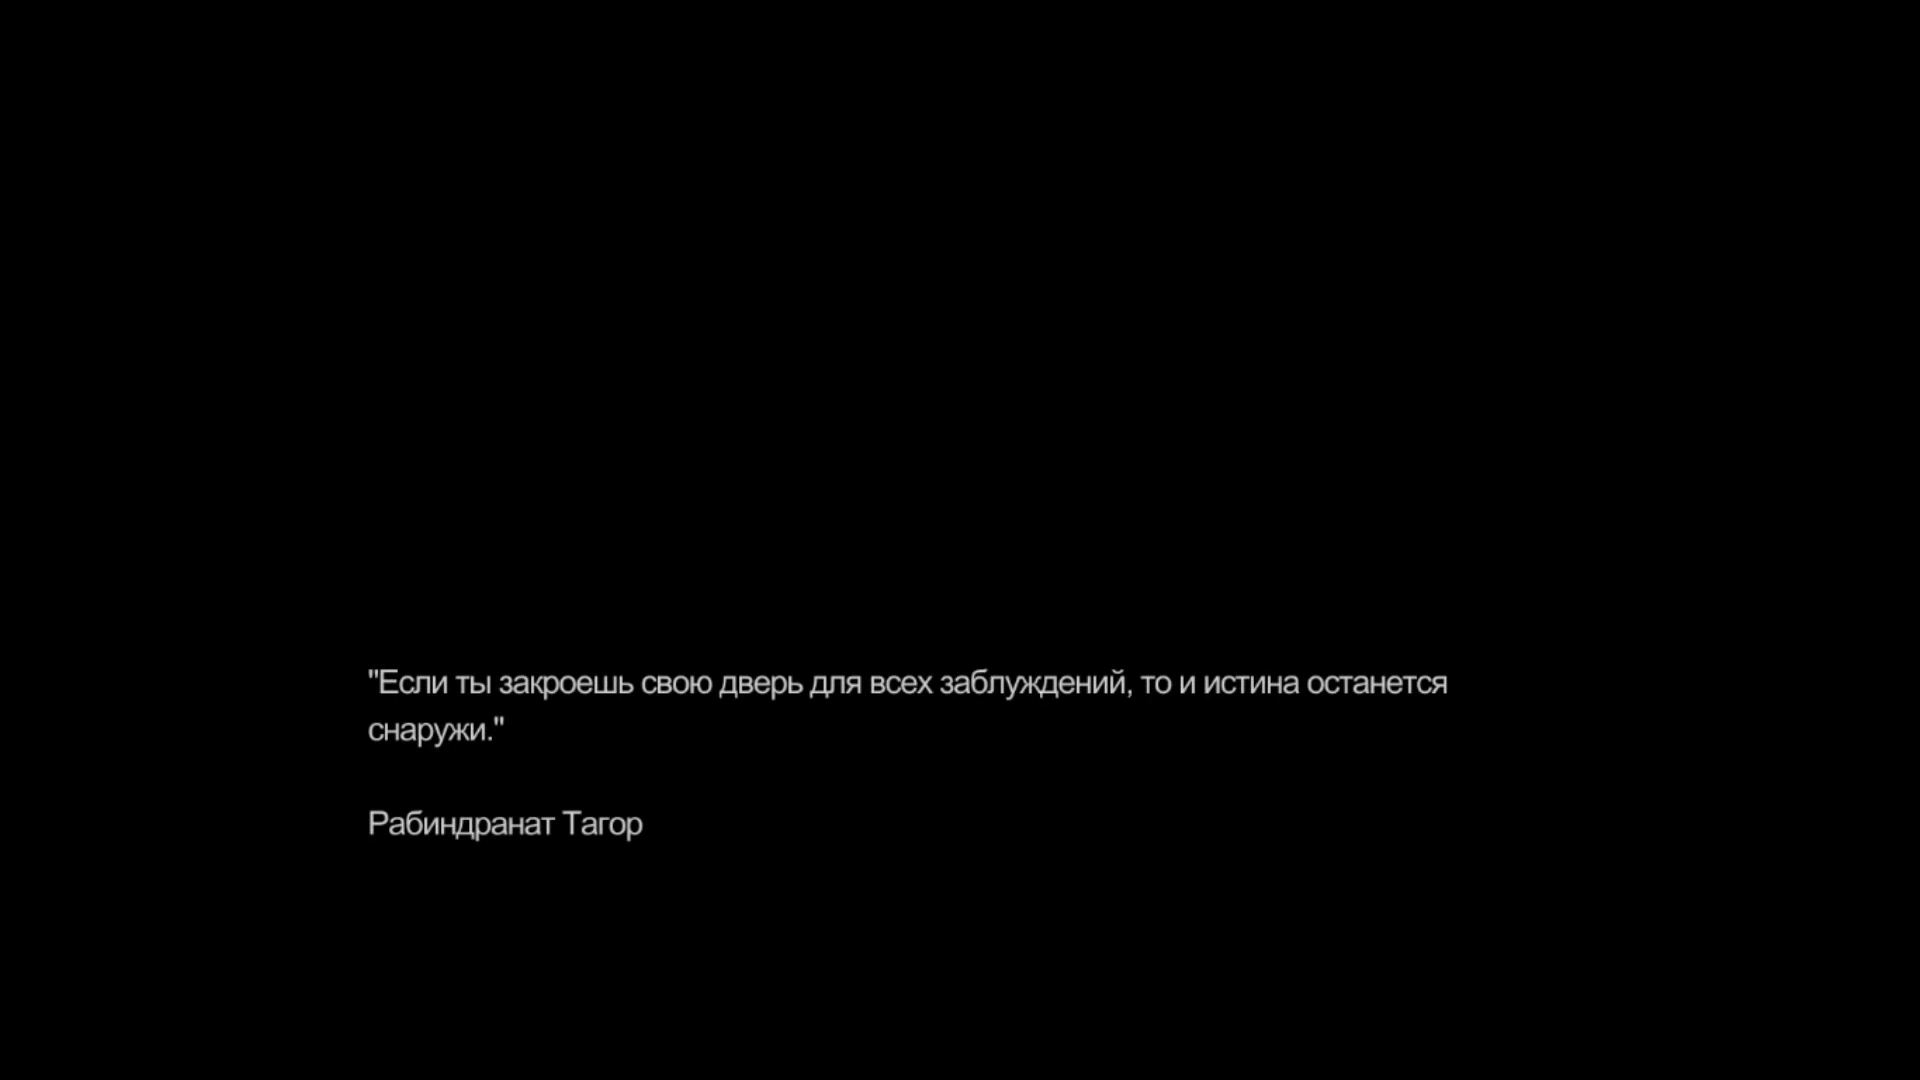 "Если ты закроешь свою дверь для всех заблуждений, то и истина останется
снаружи."
Рабиндранат Тагор